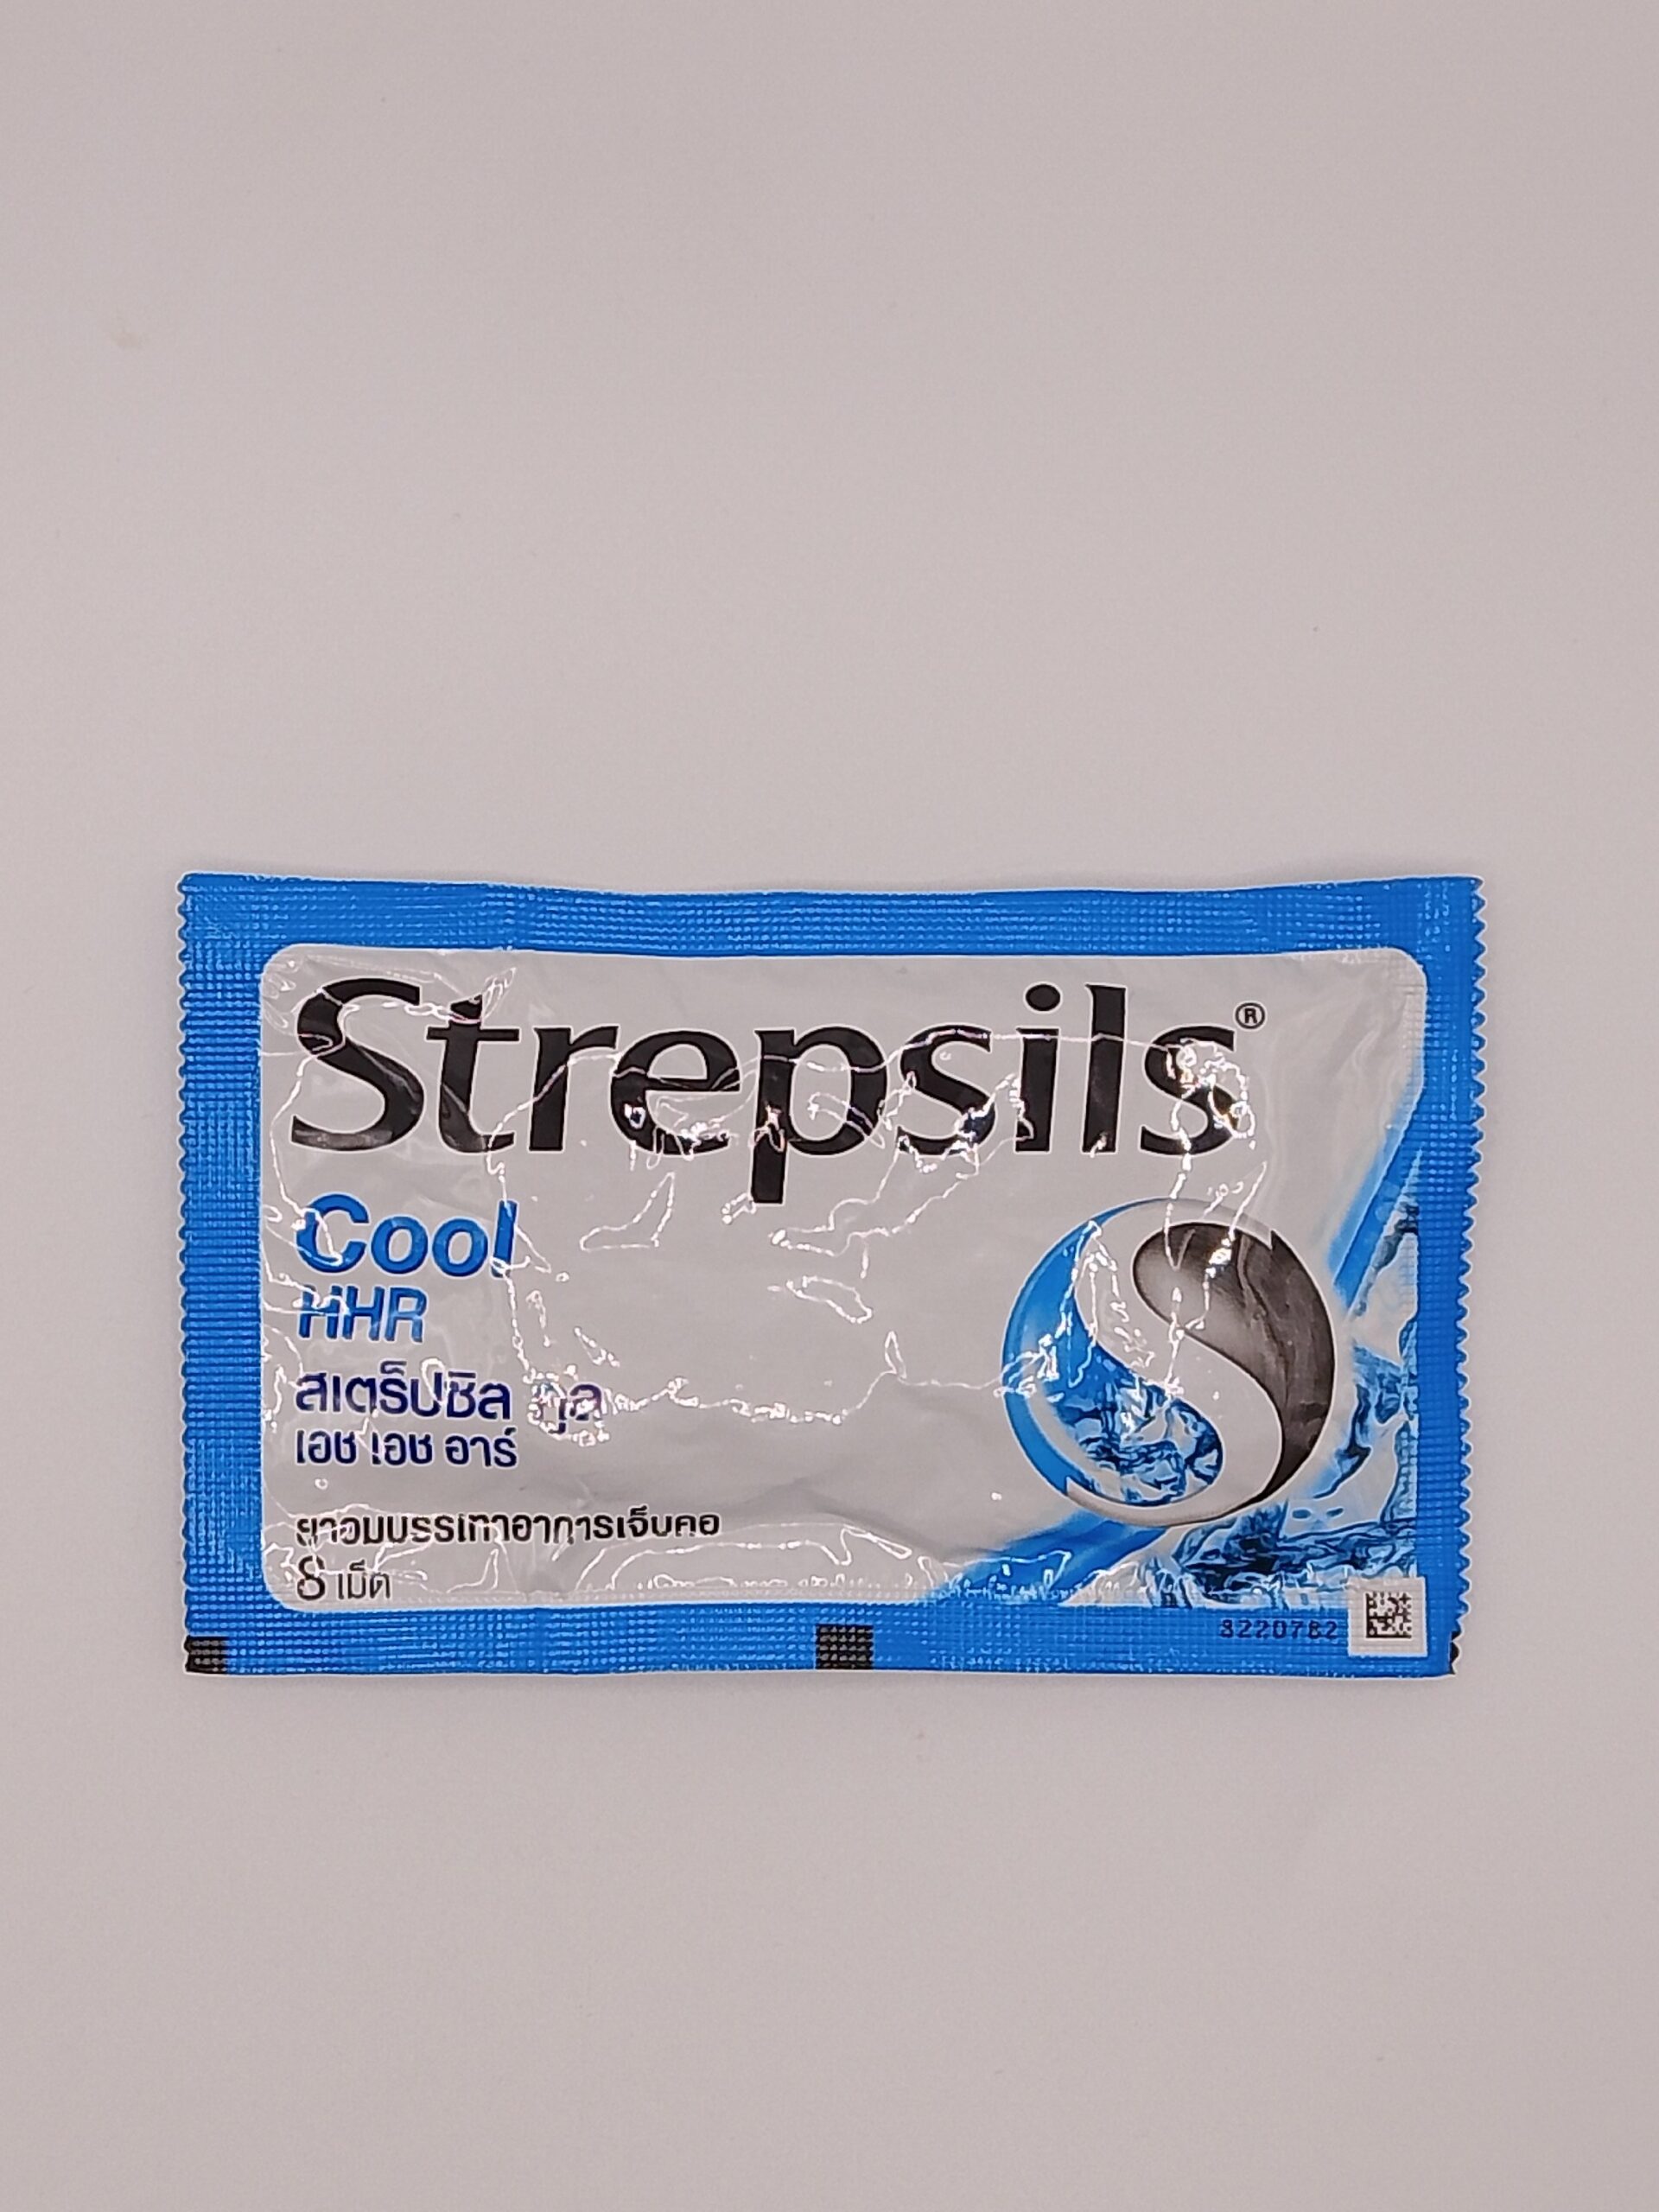 Strepsils®
Cool
HHR
สเตร็ปซิล คูล
เอช เอช อาร์
ยาอมบรรเทาอาการเจ็บคอ
8 เม็ด
3220782